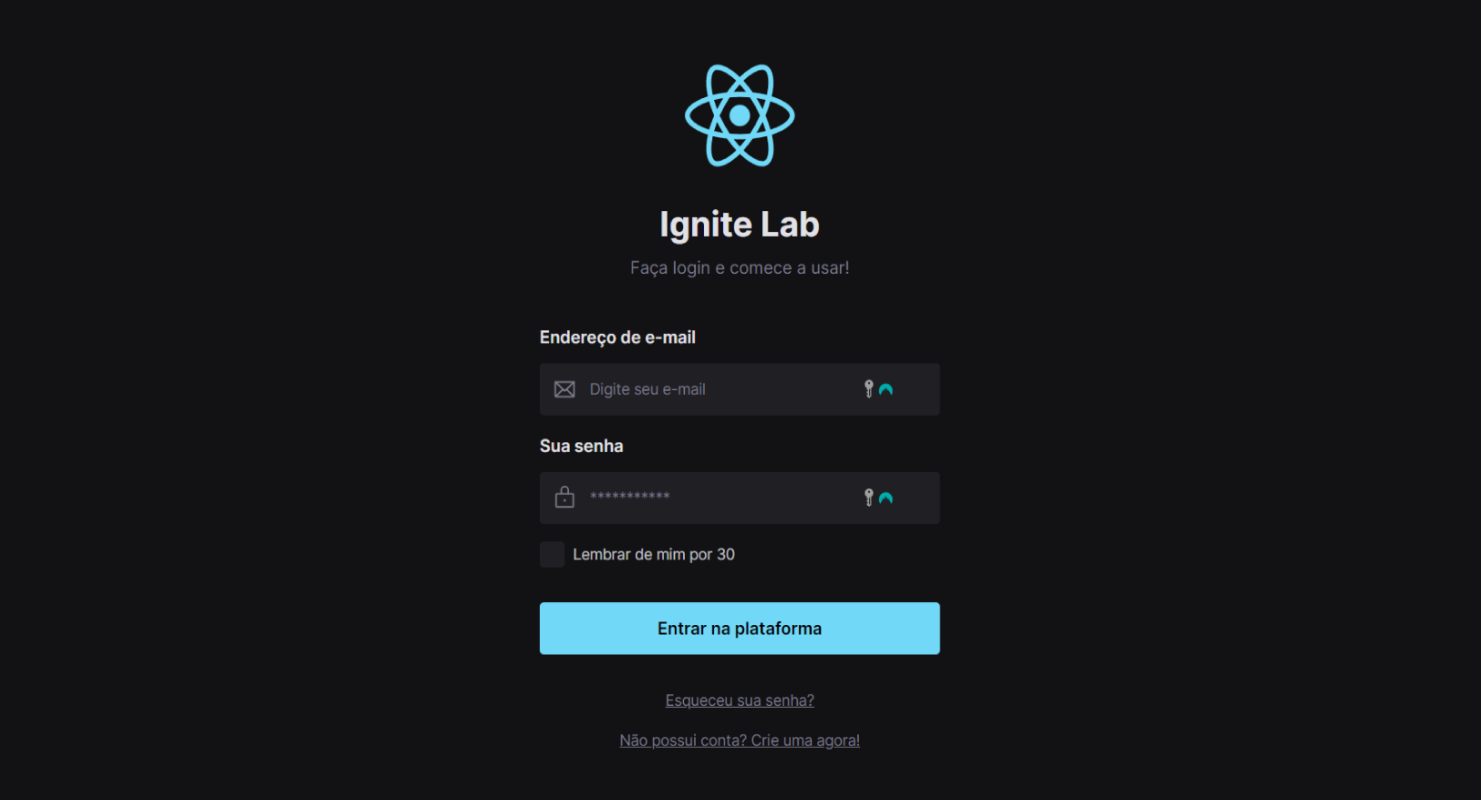 Ignite Lab
Faça login e comece a usar!
Endereço de e-mail
Digite seu e-mail
Sua senha
***********
Lembrar de mim por 30
Entrar na plataforma
Esqueceu sua senha?
Não possui conta? Crie uma agora!